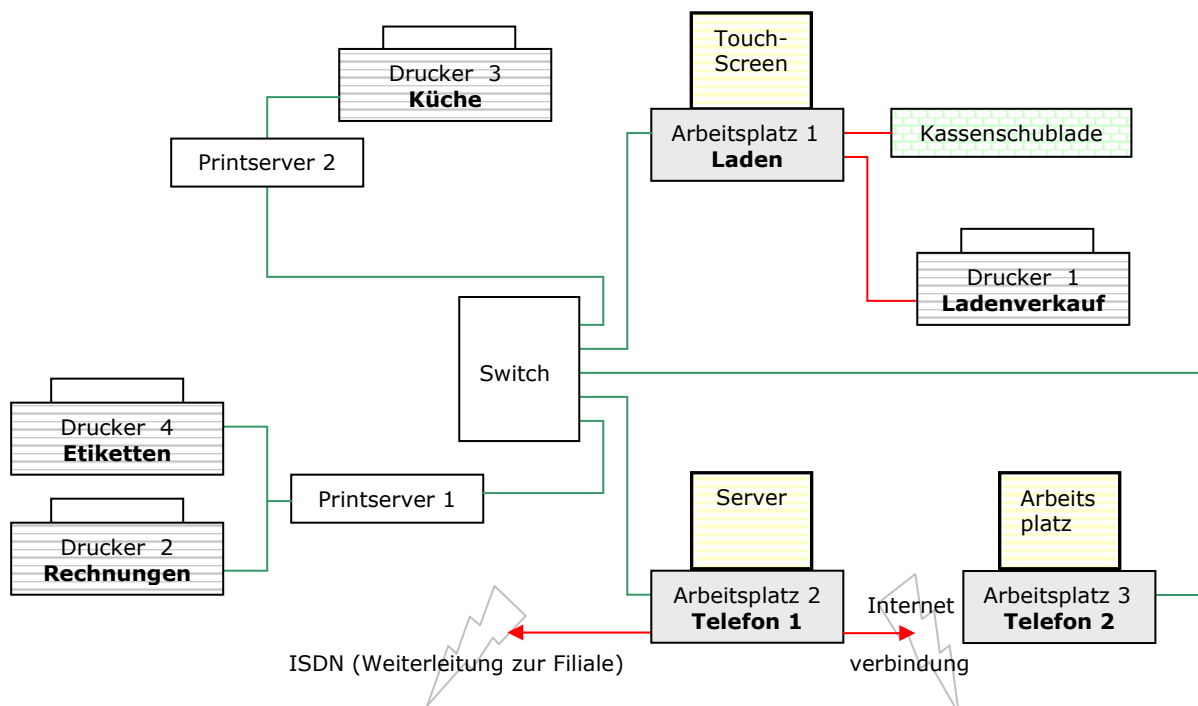 Drucker 3
Küche
Touch-
Screen
Printserver 2
Arbeitsplatz 1
Laden
Kassenschublade
Drucker 1
Ladenverkauf
Switch
Drucker 4
Etiketten
Printserver 1
Drucker 2
Rechnungen
Server
Arbeits
platz
Arbeitsplatz 2
Telefon 1
Internet
verbindung
Arbeitsplatz 3
Telefon 2
ISDN (Weiterleitung zur Filiale)